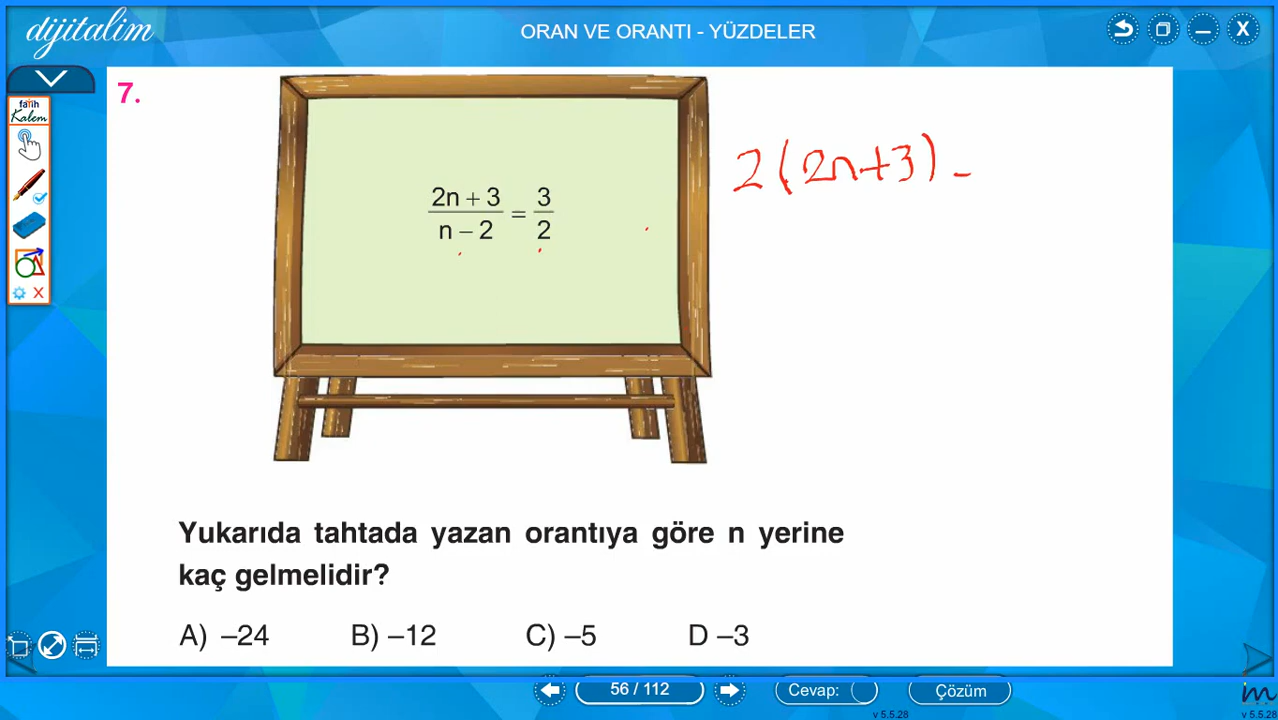 dijitalim
ORAN VE ORANTI - YÜZDELER
X
fatih
Kalem
X
7.
2n + 3
n – 2
=
3
2
2(2n+3) =
Yukarıda tahtada yazan orantıya göre n yerine
kaç gelmelidir?
A) –24 B) –12 C) –5 D –3
56 / 112
Cevap:
Çözüm
im
v 5.5.28
v 5.5.28